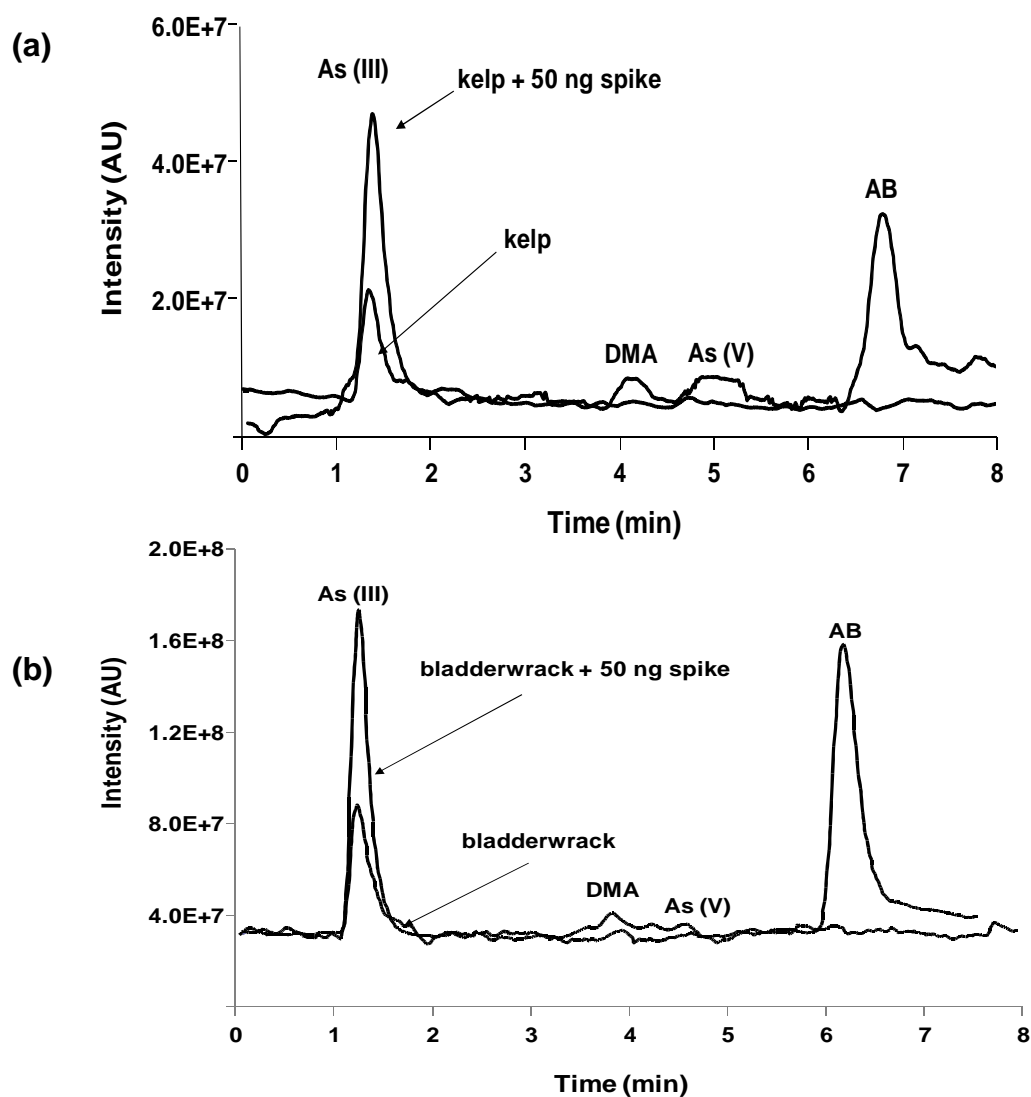 (a)
6.0E+7
4.0E+7
2.0E+7
Intensity (AU)
As (III)
kelp + 50 ng spike
kelp
DMA
As (V)
AB
0 1 2 3 4 5 6 7 8
Time (min)
(b)
2.0E+8
1.6E+8
1.2E+8
8.0E+7
4.0E+7
Intensity (AU)
As (III)
bladderwrack + 50 ng spike
bladderwrack
DMA
As (V)
AB
0 1 2 3 4 5 6 7 8
Time (min)